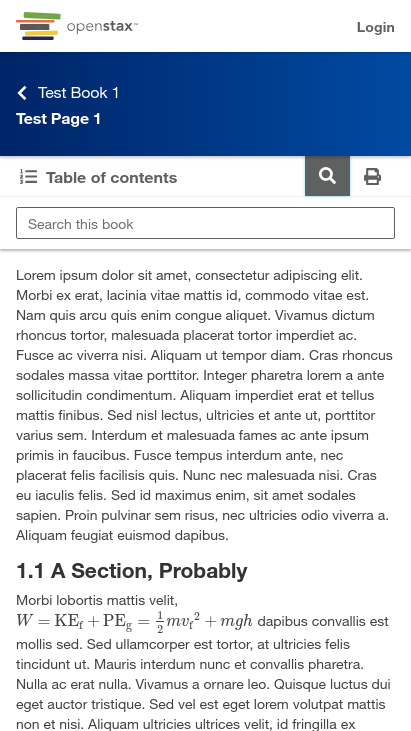 openstax™
Login
Test Book 1
Test Page 1
Table of contents
Search this book
Lorem ipsum dolor sit amet, consectetur adipiscing elit.
Morbi ex erat, lacinia vitae mattis id, commodo vitae est.
Nam quis arcu quis enim congue aliquet. Vivamus dictum
rhoncus tortor, malesuada placerat tortor imperdiet ac.
Fusce ac viverra nisi. Aliquam ut tempor diam. Cras rhoncus
sodales massa vitae porttitor. Integer pharetra lorem a ante
sollicitudin condimentum. Aliquam imperdiet erat et tellus
mattis finibus. Sed nisl lectus, ultricies et ante ut, porttitor
varius sem. Interdum et malesuada fames ac ante ipsum
primis in faucibus. Fusce tempus interdum ante, nec
placerat felis facilisis quis. Nunc nec malesuada nisi. Cras
eu iaculis felis. Sed id maximus enim, sit amet sodales
sapien. Proin pulvinar sem risus, nec ultricies odio viverra a.
Aliquam feugiat euismod dapibus.
1.1 A Section, Probably
Morbi lobortis mattis velit,
W = KE_f + PE_g = 1/2 mv_f² + mgh dapibus convallis est
mollis sed. Sed ullamcorper est tortor, at ultricies felis
tincidunt ut. Mauris interdum nunc et convallis pharetra.
Nulla ac erat nulla. Vivamus a ornare leo. Quisque luctus dui
eget auctor tristique. Sed vel est eget lorem volutpat mattis
non et nisi. Aliquam ultricies ultrices velit, id fringilla ex